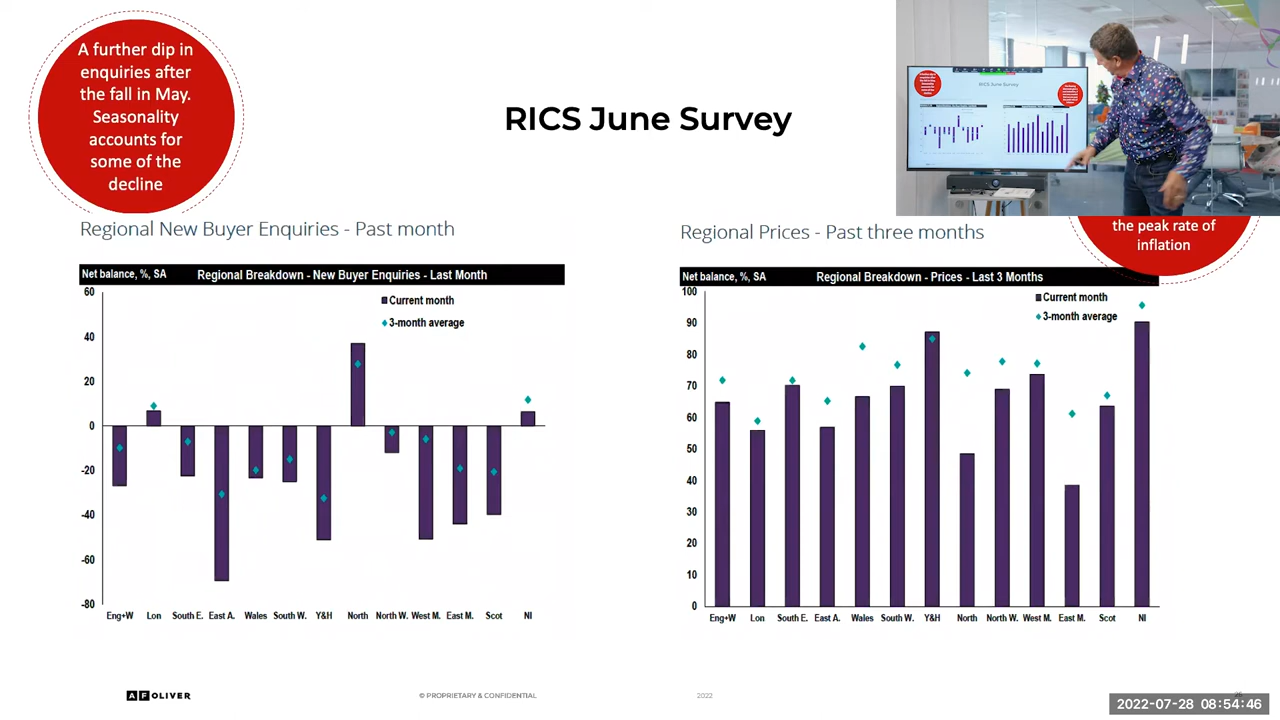 A further dip in
enquiries after
the fall in May.
Seasonality
accounts for
some of the
decline
RICS June Survey
RICS June Survey
the peak rate of
inflation
Regional New Buyer Enquiries - Past month
Net balance, %, SA
Regional Breakdown - New Buyer Enquiries - Last Month
Current month
3-month average
60
40
20
0
-20
-40
-60
-80
Eng+W Lon South E. East A. Wales South W. Y&H North North W. West M. East M. Scot NI
Regional Prices - Past three months
Net balance, %, SA
Regional Breakdown - Prices - Last 3 Months
Current month
3-month average
100
90
80
70
60
50
40
30
20
10
0
Eng+W Lon South E. East A. Wales South W. Y&H North North W. West M. East M. Scot NI
AF OLIVER
© PROPRIETARY & CONFIDENTIAL
2022
2022-07-28 08:54:46